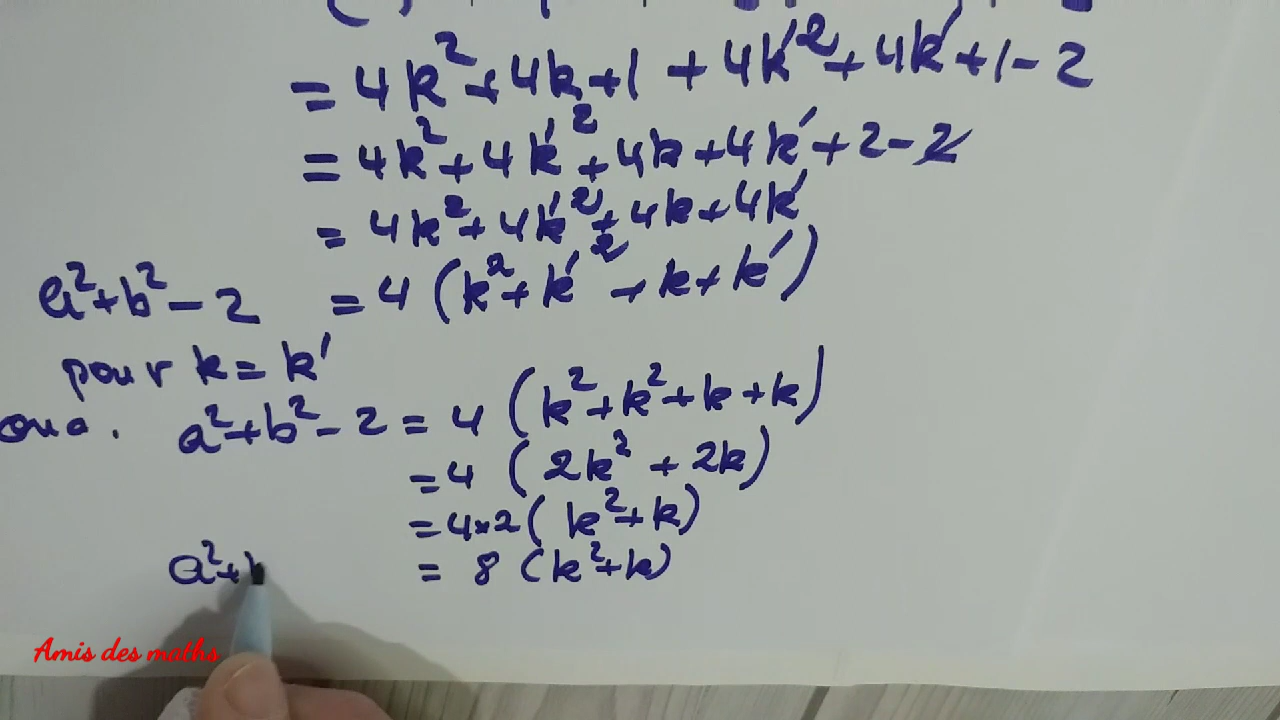 = 4k² + 4k + 1 + 4k'² + 4k' + 1 - 2
= 4k² + 4k'² + 4k + 4k' + 2 - 2
= 4k² + 4k'² + 4k + 4k'
a² + b² - 2 = 4 (k² + k'² + k + k')
pour k = k'
on a. a² + b² - 2 = 4 (k² + k² + k + k)
= 4 (2k² + 2k)
= 4×2 (k² + k)
a² + = 8 (k² + k)
Amis des maths